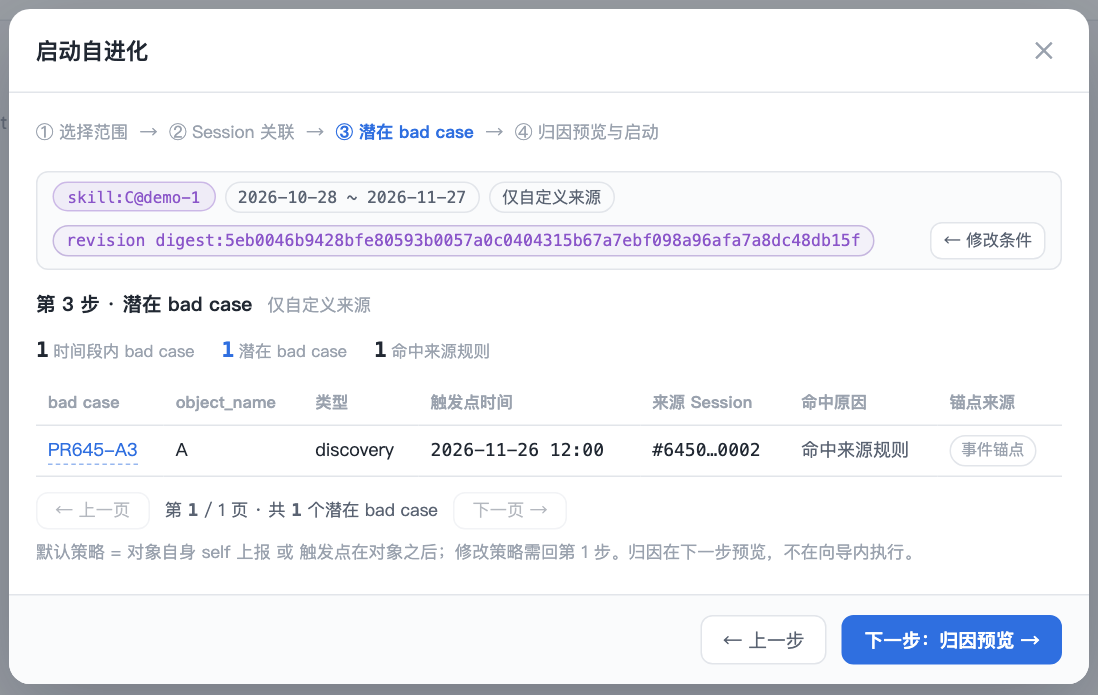 启动自进化
t
① 选择范围 → ② Session 关联 → ③ 潜在 bad case → ④ 归因预览与启动
skill:C@demo-1 2026-10-28 ~ 2026-11-27 仅自定义来源
revision digest:5eb0046b9428bfe80593b0057a0c0404315b67a7ebf098a96afa7a8dc48db15f ← 修改条件
第 3 步 · 潜在 bad case 仅自定义来源
1 时间段内 bad case 1 潜在 bad case 1 命中来源规则
bad case object_name 类型 触发点时间 来源 Session 命中原因 锚点来源
PR645-A3 A discovery 2026-11-26 12:00 #6450…0002 命中来源规则 事件锚点
← 上一页 第 1 / 1 页 · 共 1 个潜在 bad case 下一页 →
默认策略 = 对象自身 self 上报 或 触发点在对象之后；修改策略需回第 1 步。归因在下一步预览，不在向导内执行。
← 上一步 下一步：归因预览 →